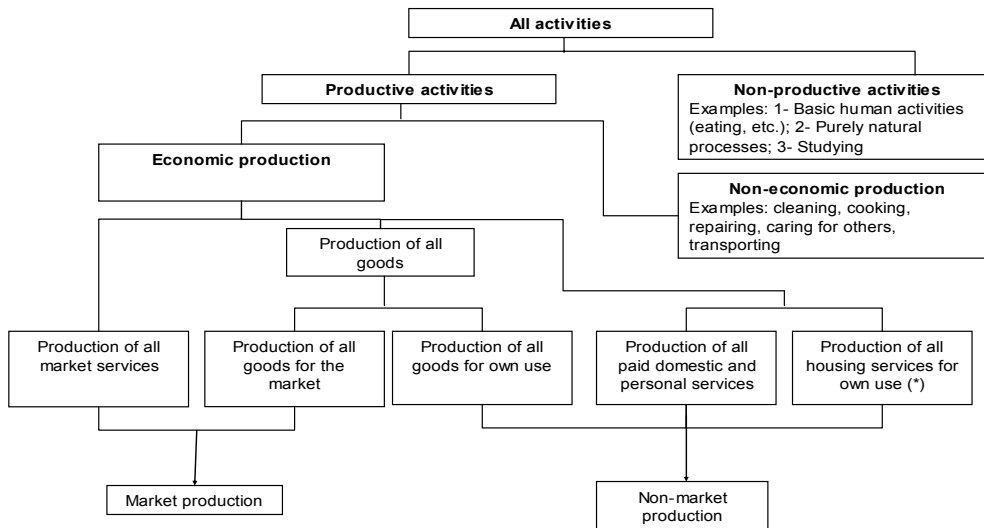 All activities
Productive activities
Non-productive activities
Examples: 1- Basic human activities
(eating, etc.); 2- Purely natural
processes; 3- Studying
Economic production
Non-economic production
Examples: cleaning, cooking,
repairing, caring for others,
transporting
Production of all
goods
Production of all
market services
Production of all
goods for the
market
Production of all
goods for own use
Production of all
paid domestic and
personal services
Production of all
housing services for
own use (*)
Market production
Non-market
production